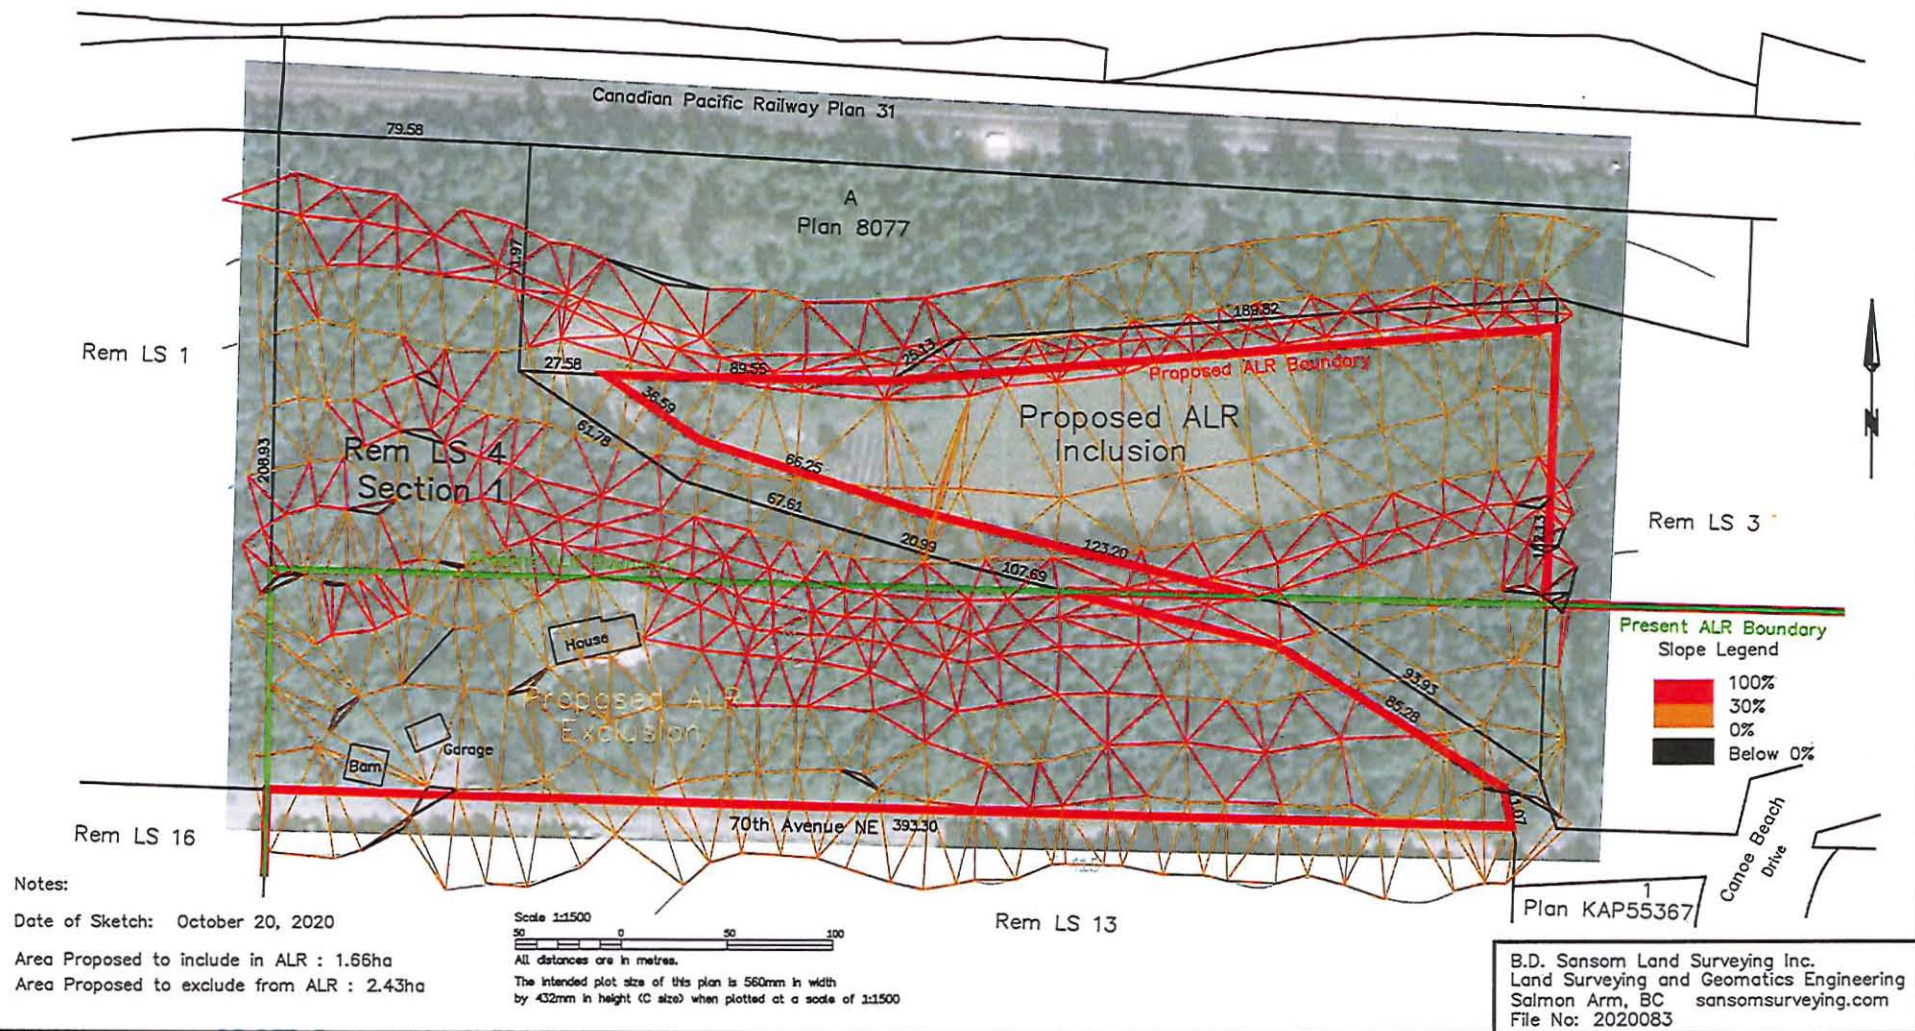 Canadian Pacific Railway Plan 31
79.58
A
Plan 8077
189.82
Rem LS 1
27.58
89.55
25.13
Proposed ALR Boundary
36.59
61.78
Proposed ALR
Inclusion
Rem LS 4
Section 1
208.93
66.25
67.61
20.99
123.20
107.69
Rem LS 3
House
Present ALR Boundary
Slope Legend
100%
30%
0%
Below 0%
93.93
85.28
Proposed ALR
Exclusion
Garage
Barn
70th Avenue NE 393.30
Rem LS 16
Canoe Beach
Drive
1
Plan KAP55367
Rem LS 13
Notes:
Date of Sketch: October 20, 2020
Area Proposed to include in ALR : 1.66ha
Area Proposed to exclude from ALR : 2.43ha
Scale 1:1500
50 0 50 100
All distances are in metres.
The intended plot size of this plan is 560mm in width
by 432mm in height (C size) when plotted at a scale of 1:1500
B.D. Sansom Land Surveying Inc.
Land Surveying and Geomatics Engineering
Salmon Arm, BC sansomsurveying.com
File No: 2020083
N